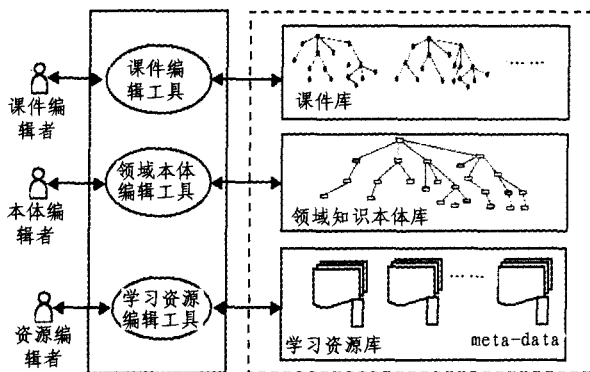 课件编
辑者
课件编
辑工具
……
课件库
本体编
辑者
领域本体
编辑工具
领域知识本体库
资源编
辑者
学习资源
编辑工具
……
学习资源库
meta-data